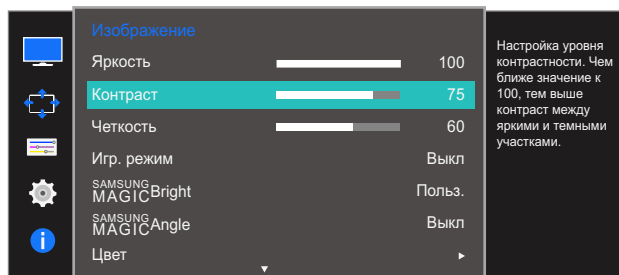 Изображение
Яркость 100
Контраст 75
Четкость 60
Игр. режим Выкл
SAMSUNG MAGICBright Польз.
SAMSUNG MAGICAngle Выкл
Цвет
Настройка уровня
контрастности. Чем
ближе значение к
100, тем выше
контраст между
яркими и темными
участками.